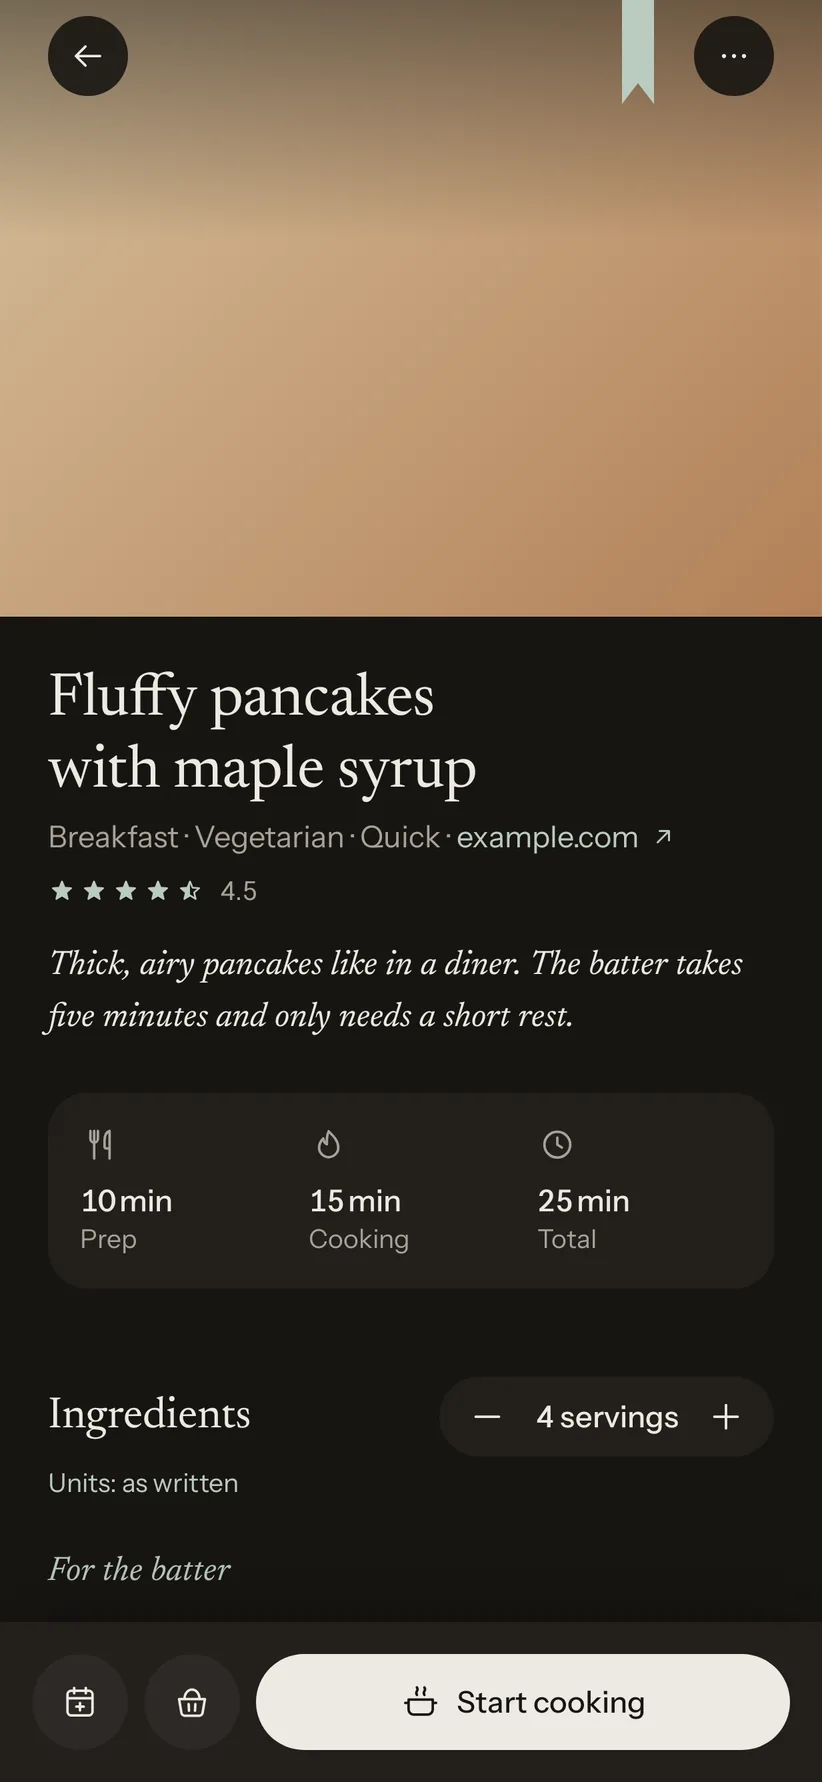 Fluffy pancakes
with maple syrup
Breakfast · Vegetarian · Quick · example.com ↗
4.5
Thick, airy pancakes like in a diner. The batter takes
five minutes and only needs a short rest.
10 min 15 min 25 min
Prep Cooking Total
Ingredients
4 servings
Units: as written
For the batter
Start cooking